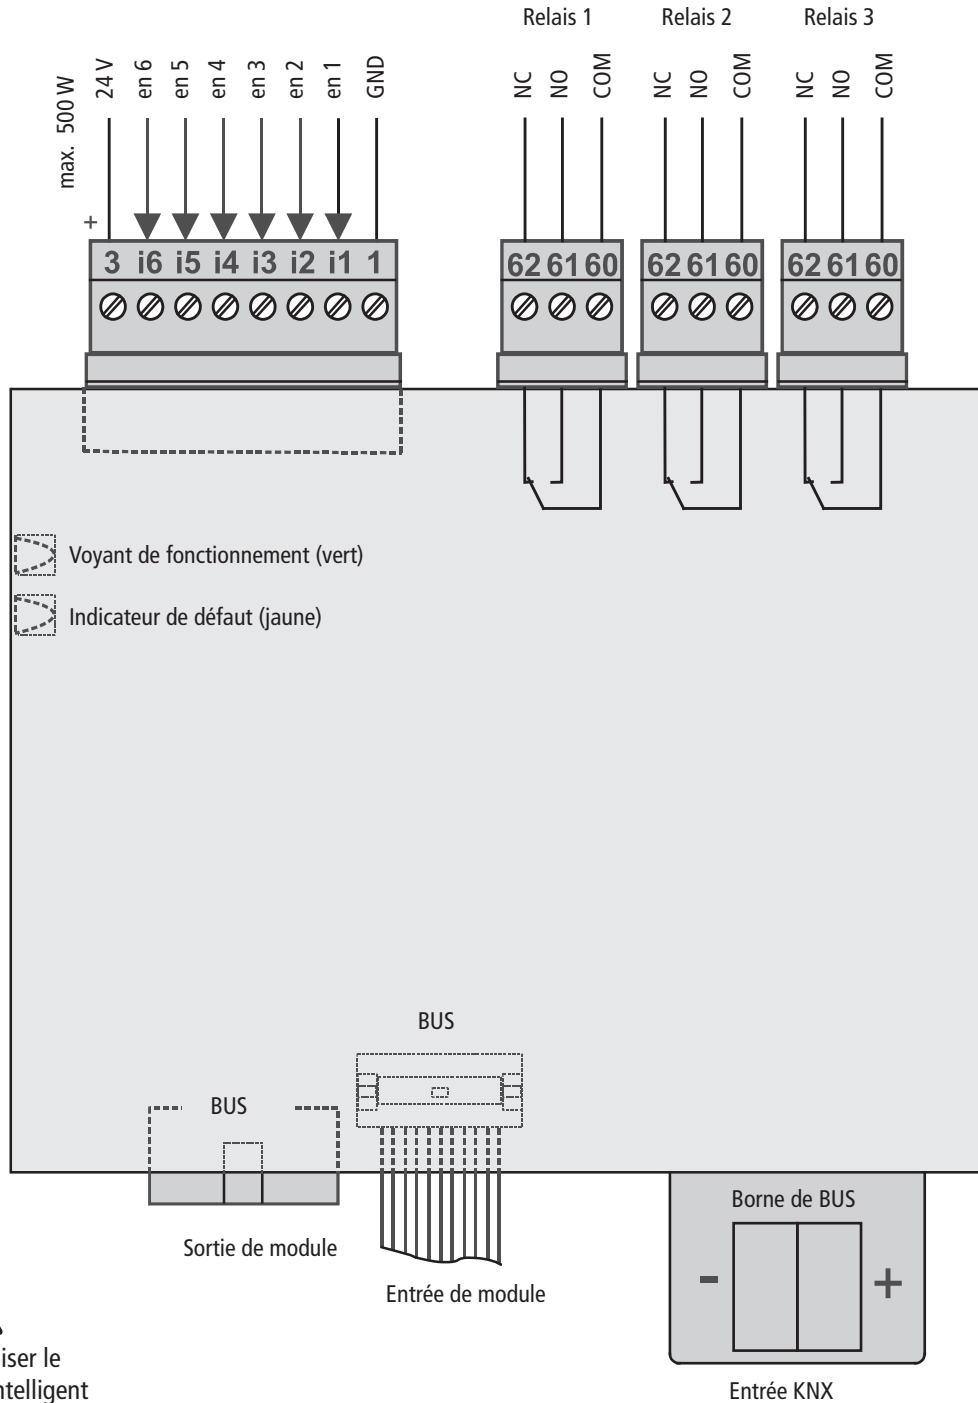 Relais 1 Relais 2 Relais 3
max. 500 W
24 V en 6 en 5 en 4 en 3 en 2 en 1 GND
NC NO COM NC NO COM NC NO COM
+
3 i6 i5 i4 i3 i2 i1 1
62 61 60 62 61 60 62 61 60
Voyant de fonctionnement (vert)
Indicateur de défaut (jaune)
BUS
BUS
Sortie de module
Entrée de module
Borne de BUS
- +
Entrée KNX
iser le
ntelligent